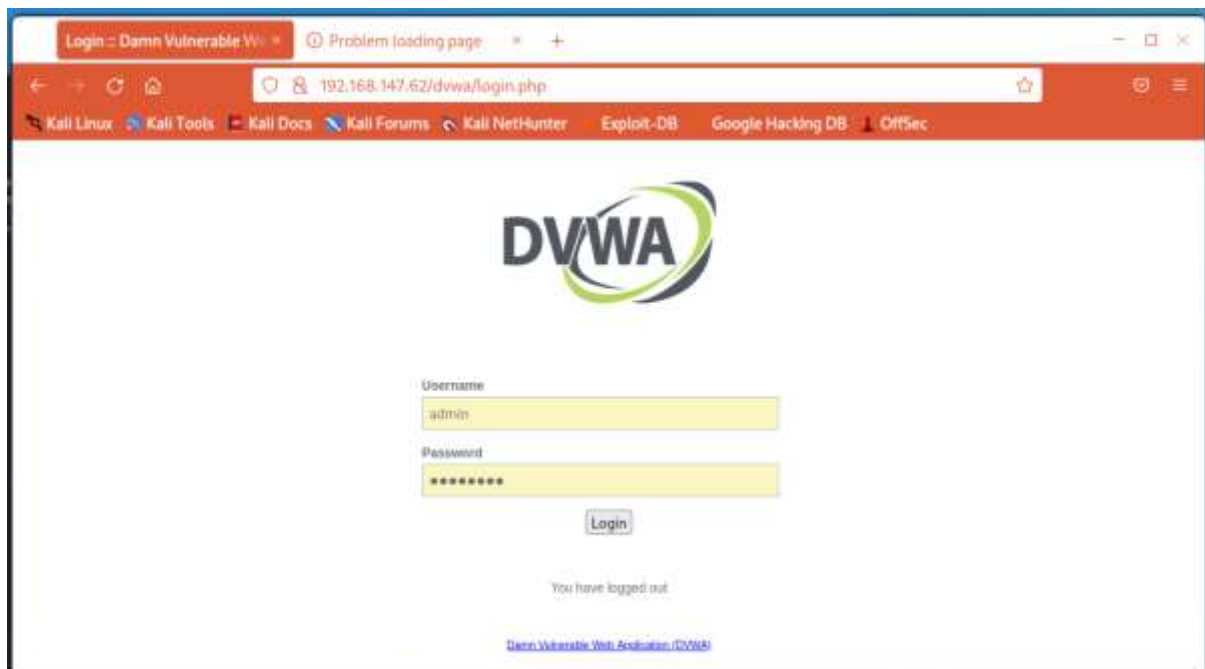 Login :: Damn Vulnerable W
Problem loading page
192.168.147.62/dvwa/login.php
Kali Linux Kali Tools Kali Docs Kali Forums Kali NetHunter Exploit-DB Google Hacking DB OffSec
DVWA
Username
admin
Password
••••••••
Login
You have logged out
Damn Vulnerable Web Application (DVWA)